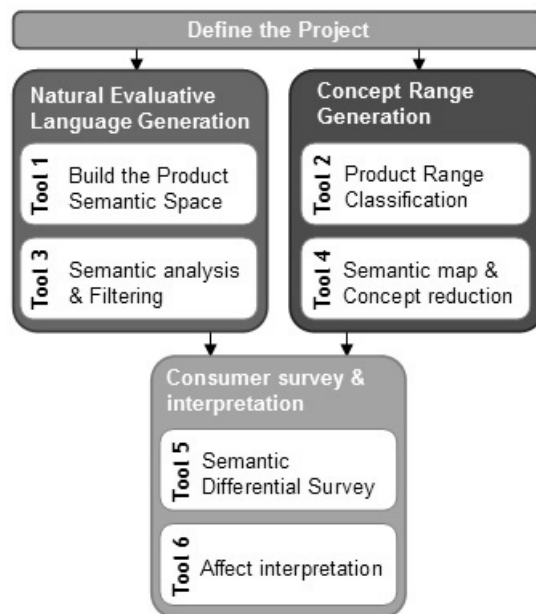 Define the Project
Natural Evaluative
Language Generation
Tool 1
Build the Product
Semantic Space
Tool 3
Semantic analysis
& Filtering
Concept Range
Generation
Tool 2
Product Range
Classification
Tool 4
Semantic map &
Concept reduction
Consumer survey &
interpretation
Tool 5
Semantic
Differential Survey
Tool 6
Affect interpretation